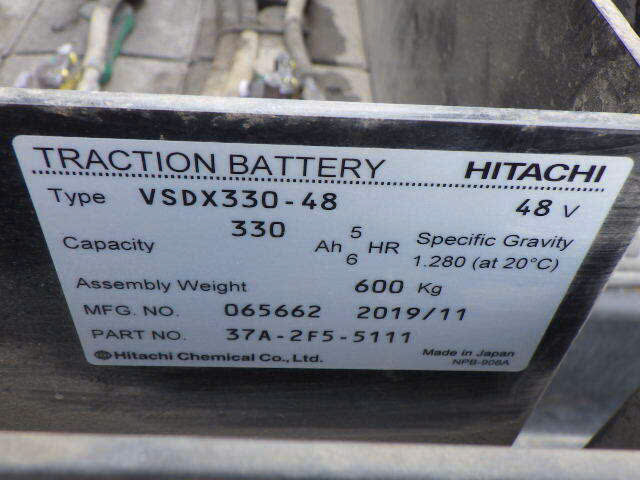 TRACTION BATTERY HITACHI
Type VSDX330-48 48 V
Capacity 330 Ah 5 HR Specific Gravity
6 1.280 (at 20°C)
Assembly Weight 600 Kg
MFG. NO. 065662 2019/11
PART NO. 37A-2F5-5111
Hitachi Chemical Co., Ltd. Made in Japan
NPB-906A